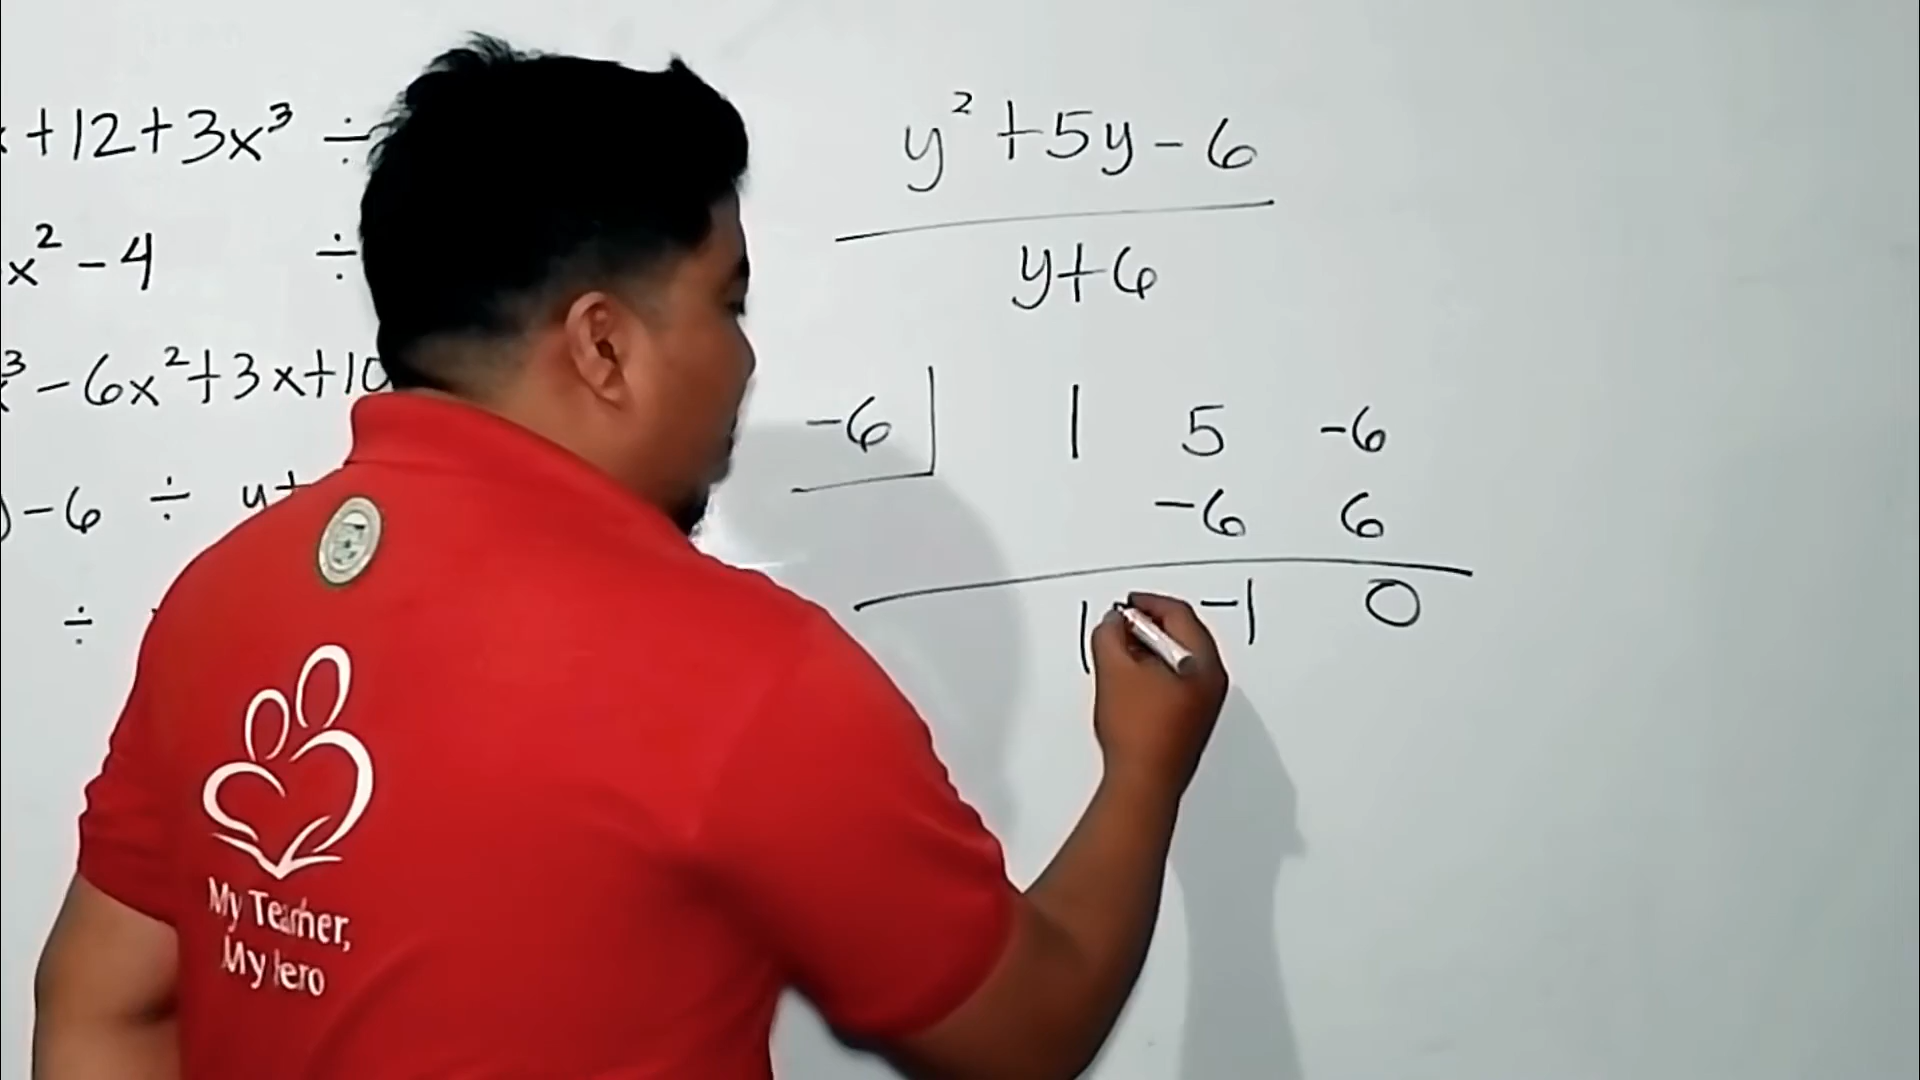 +12+3x³ ÷
x²-4 ÷
³-6x²+3x+10
-6 ÷ y+
÷
y²+5y-6
y+6
-6 1 5 -6
-6 6
1 -1 0
My Teacher,
My Hero